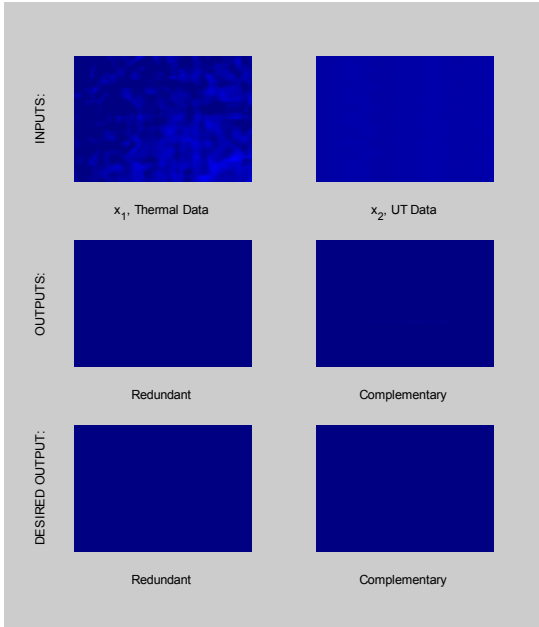 INPUTS:
x1, Thermal Data
x2, UT Data
OUTPUTS:
Redundant
Complementary
DESIRED OUTPUT:
Redundant
Complementary